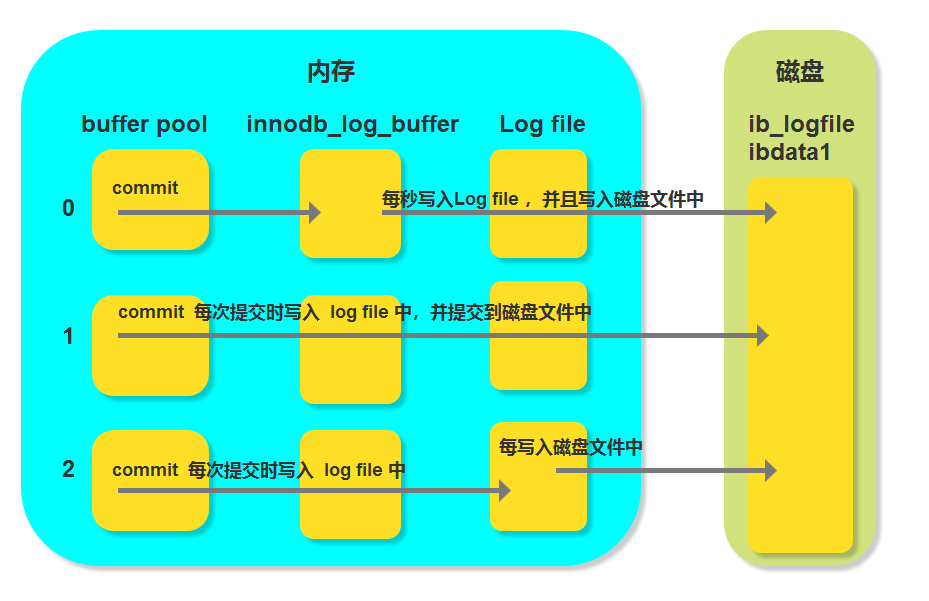 内存
磁盘
buffer pool
innodb_log_buffer
Log file
ib_logfile
ibdata1
0
commit
每秒写入Log file ，并且写入磁盘文件中
1
commit 每次提交时写入 log file 中，并提交到磁盘文件中
2
commit 每次提交时写入 log file 中
每写入磁盘文件中